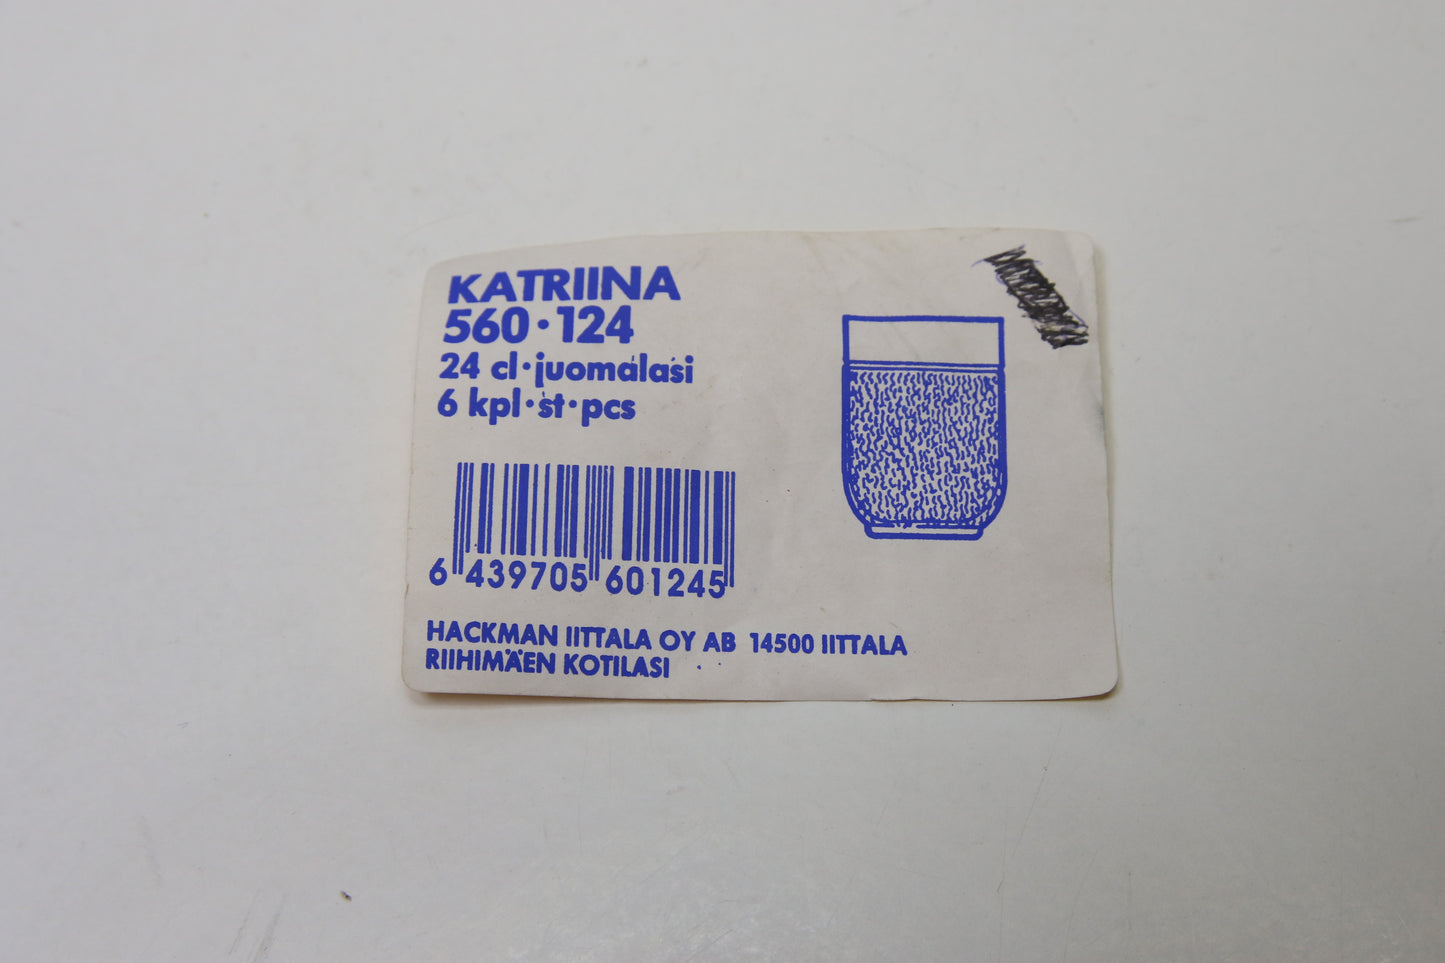 KATRIINA
560·124
24 cl·juomalasi
6 kpl·st·pcs
6 439705 601245
HACKMAN IITTALA OY AB 14500 IITTALA
RIIHIMÄEN KOTILASI